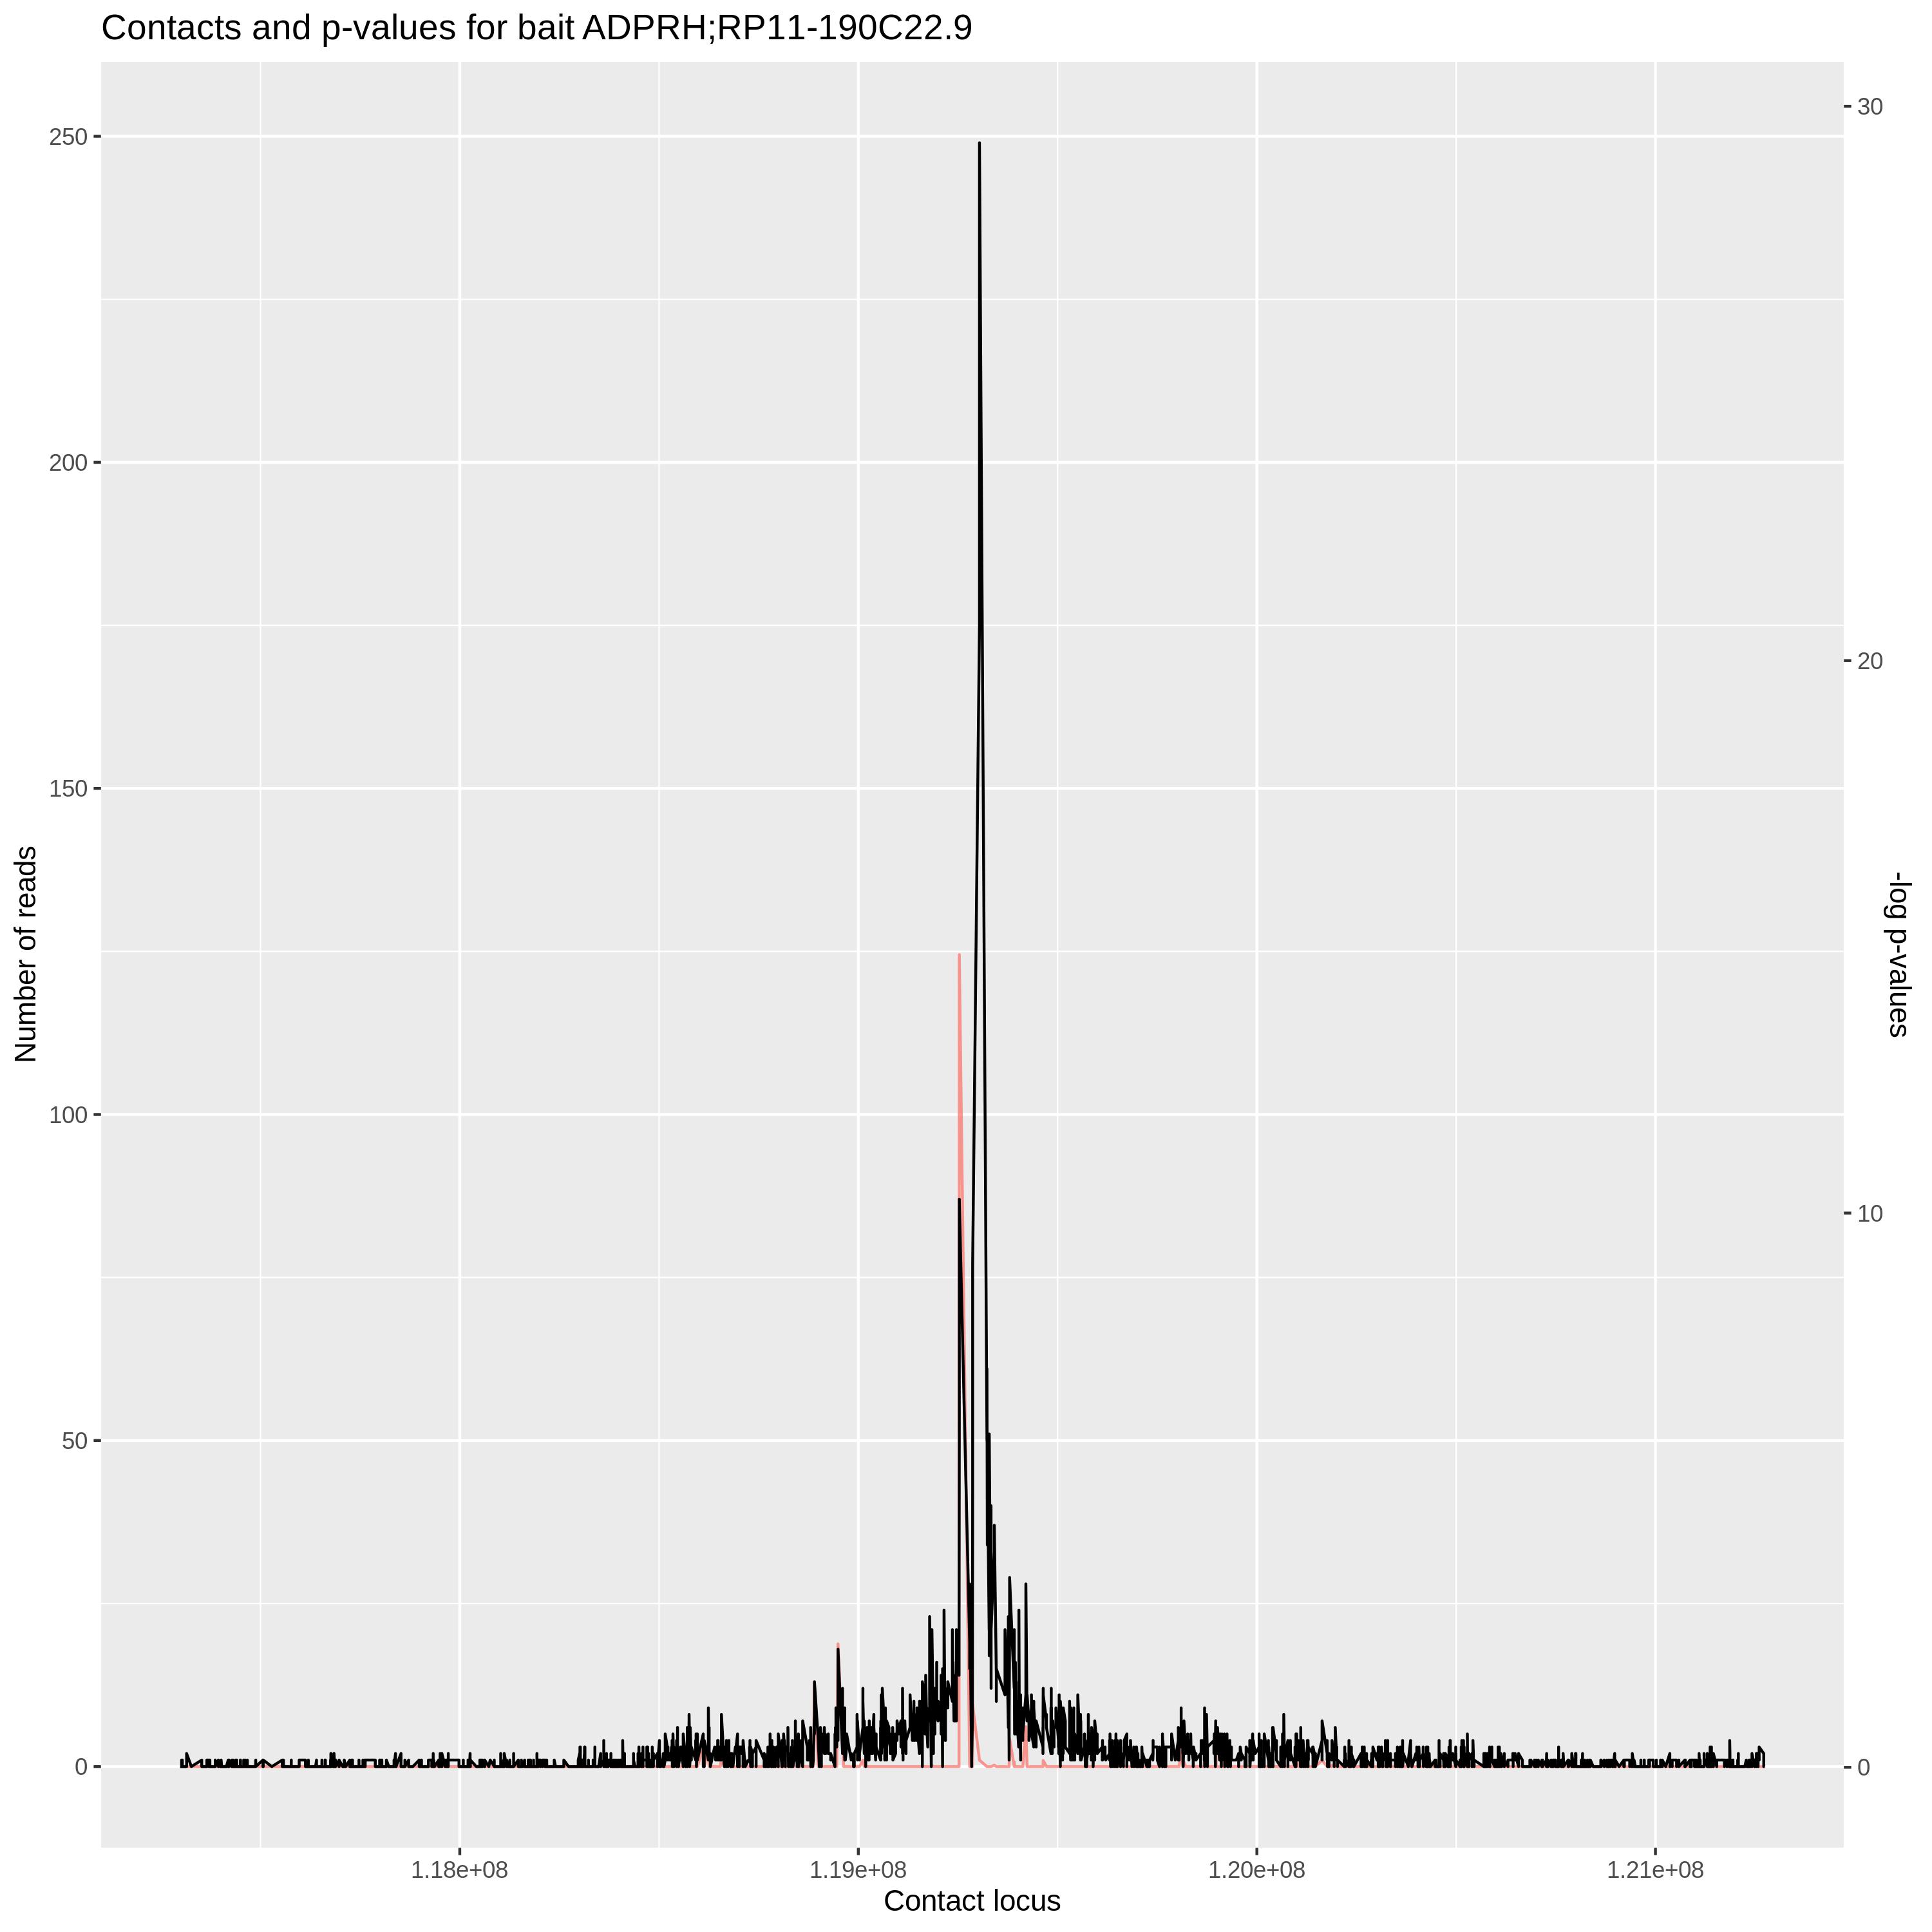 Contacts and p-values for bait ADPRH;RP11-190C22.9
250
200
150
100
50
0
Number of reads
30
20
10
0
-log p-values
1.18e+08
1.19e+08
1.20e+08
1.21e+08
Contact locus